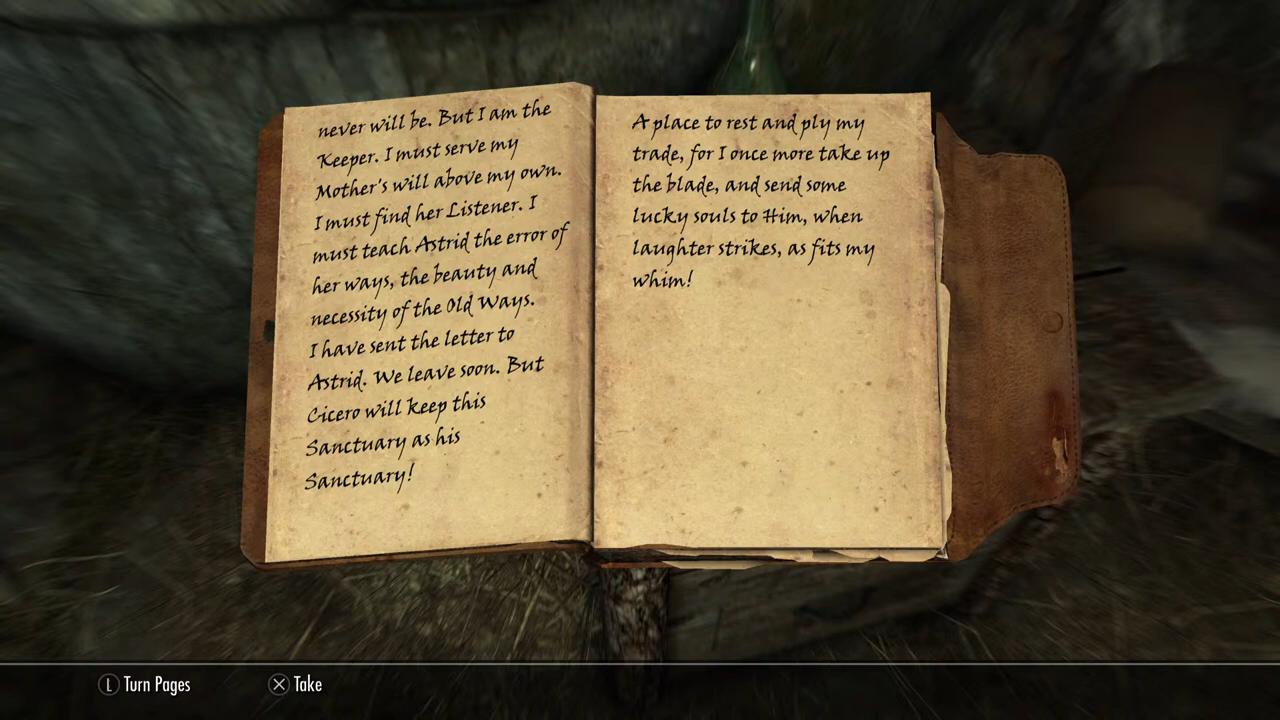 never will be. But I am the
Keeper. I must serve my
Mother's will above my own.
I must find her Listener. I
must teach Astrid the error of
her ways, the beauty and
necessity of the Old Ways.
I have sent the letter to
Astrid. We leave soon. But
Cicero will keep this
Sanctuary as his
Sanctuary!
A place to rest and ply my
trade, for I once more take up
the blade, and send some
lucky souls to Him, when
laughter strikes, as fits my
whim!
L Turn Pages
X Take